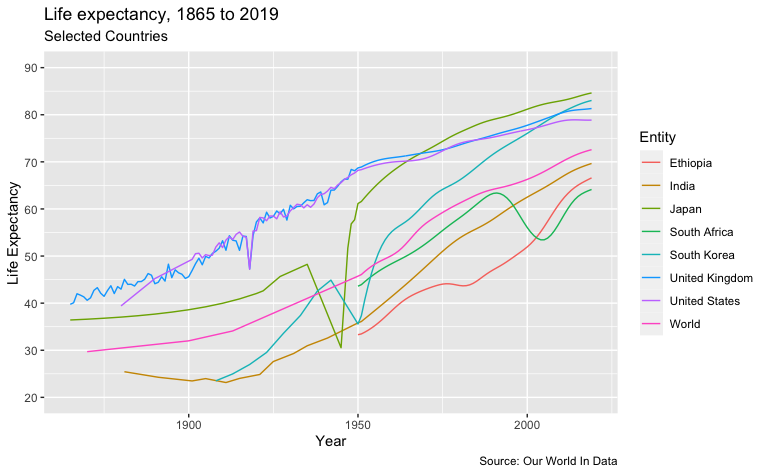 Life expectancy, 1865 to 2019
Selected Countries
90
80
70
60
50
40
30
20
Life Expectancy
1900
1950
2000
Year
Entity
Ethiopia
India
Japan
South Africa
South Korea
United Kingdom
United States
World
Source: Our World In Data